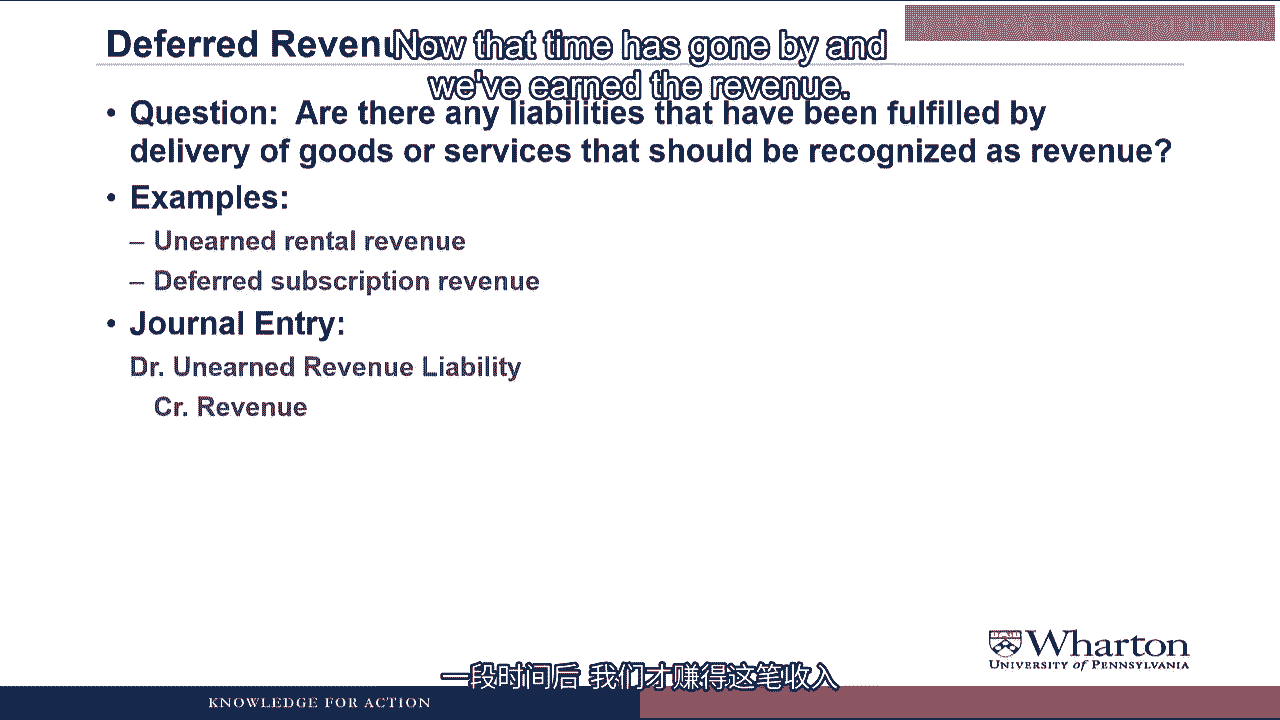 Deferred Revenu
Now that time has gone by and
we've earned the revenue.
• Question: Are there any liabilities that have been fulfilled by
delivery of goods or services that should be recognized as revenue?
• Examples:
– Unearned rental revenue
– Deferred subscription revenue
• Journal Entry:
Dr. Unearned Revenue Liability
Cr. Revenue
Wharton
UNIVERSITY of PENNSYLVANIA
一段时间后 我们才赚得这笔收入
KNOWLEDGE FOR ACTION